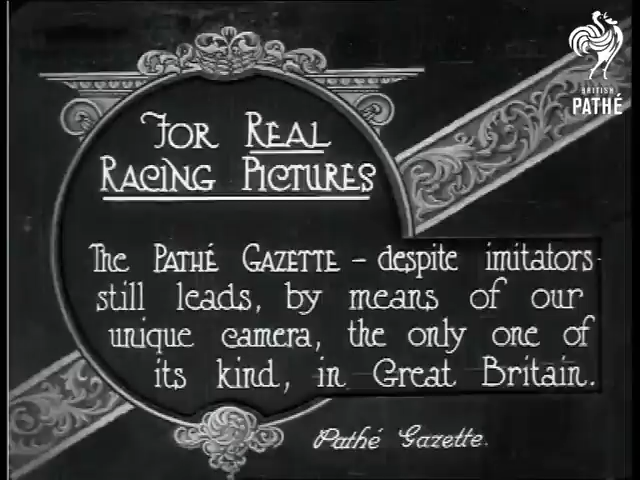 BRITISH
PATHÉ
FOR REAL
RACING PICTURES
The PATHÉ GAZETTE – despite imitators
still leads, by means of our
unique camera, the only one of
its kind, in Great Britain.
Pathé Gazette.